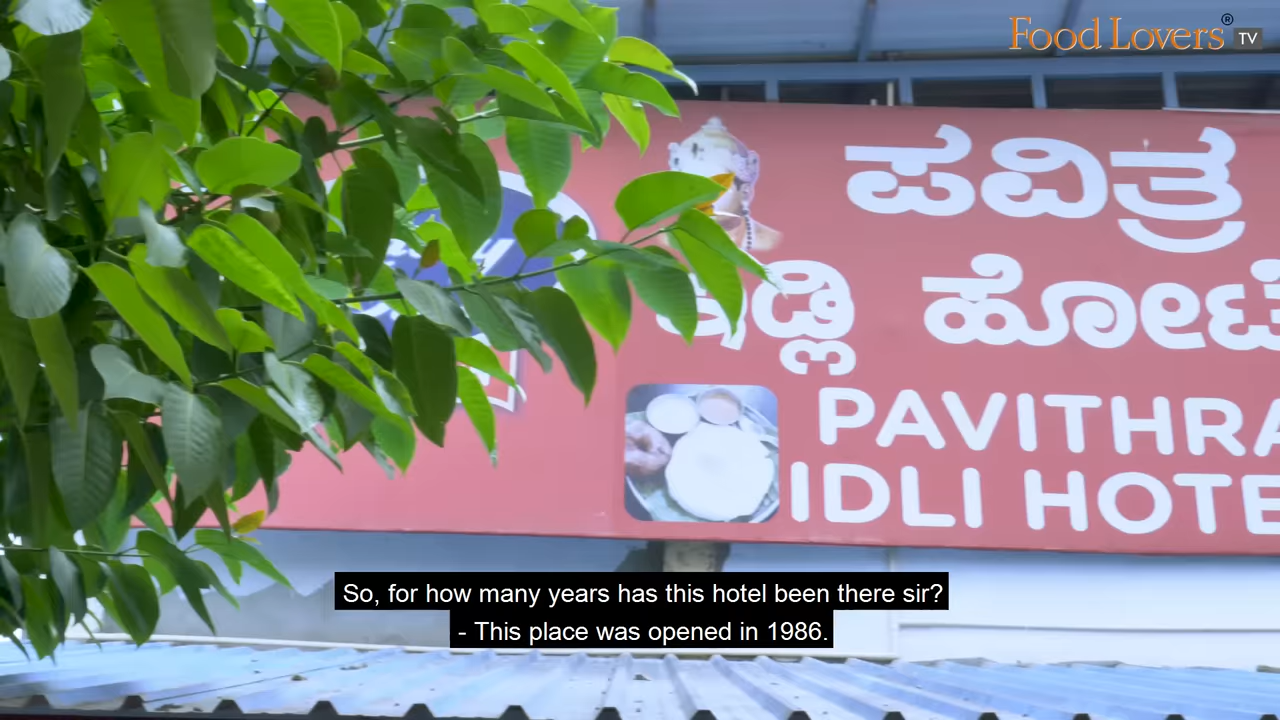 Food Lovers® TV
ಪವಿತ್ರ
ಇಡ್ಲಿ ಹೋಟೆ
PAVITHRA
IDLI HOTE
So, for how many years has this hotel been there sir?
- This place was opened in 1986.